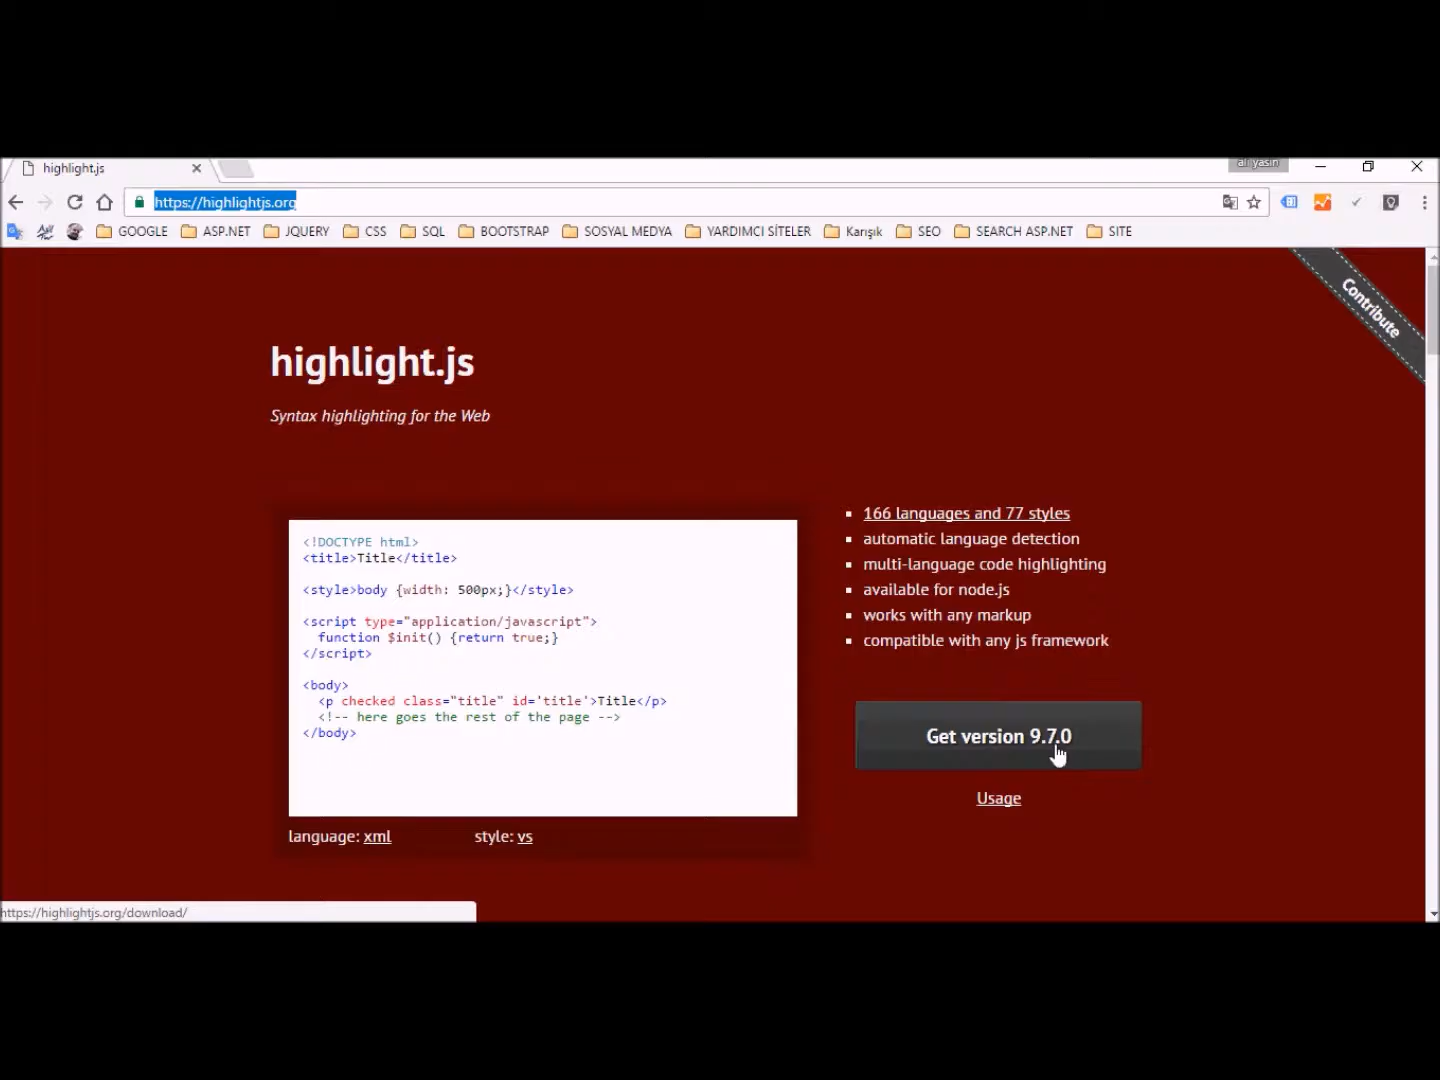 highlight.js
ali yasin
https://highlightjs.org
GOOGLE ASP.NET JQUERY CSS SQL BOOTSTRAP SOSYAL MEDYA YARDIMCI SİTELER Karışık SEO SEARCH ASP.NET SITE
Contribute
highlight.js
Syntax highlighting for the Web
<!DOCTYPE html>
<title>Title</title>
<style>body {width: 500px;}</style>
<script type="application/javascript">
function $init() {return true;}
</script>
<body>
<p checked class="title" id='title'>Title</p>
<!-- here goes the rest of the page -->
</body>
language: xml style: vs
166 languages and 77 styles
automatic language detection
multi-language code highlighting
available for node.js
works with any markup
compatible with any js framework
Get version 9.7.0
Usage
https://highlightjs.org/download/